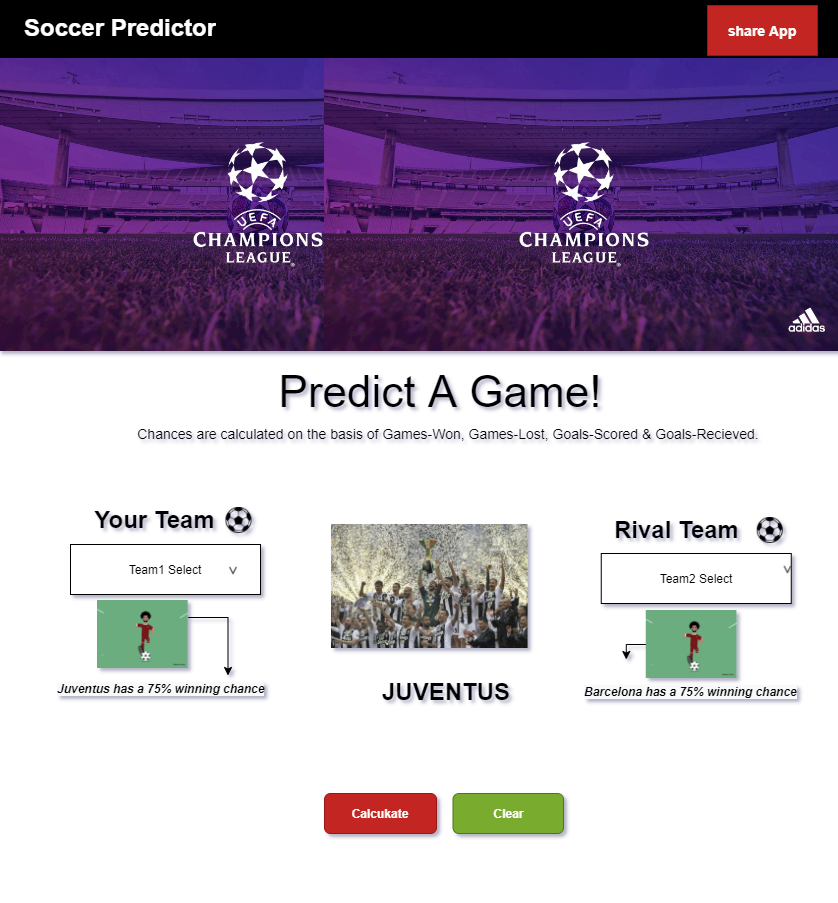 Soccer Predictor
share App
UEFA
CHAMPIONS
LEAGUE
UEFA
CHAMPIONS
LEAGUE
adidas
Predict A Game!
Chances are calculated on the basis of Games-Won, Games-Lost, Goals-Scored & Goals-Recieved.
Your Team
Rival Team
Team1 Select
Team2 Select
Juventus has a 75% winning chance
JUVENTUS
Barcelona has a 75% winning chance
Calcukate
Clear